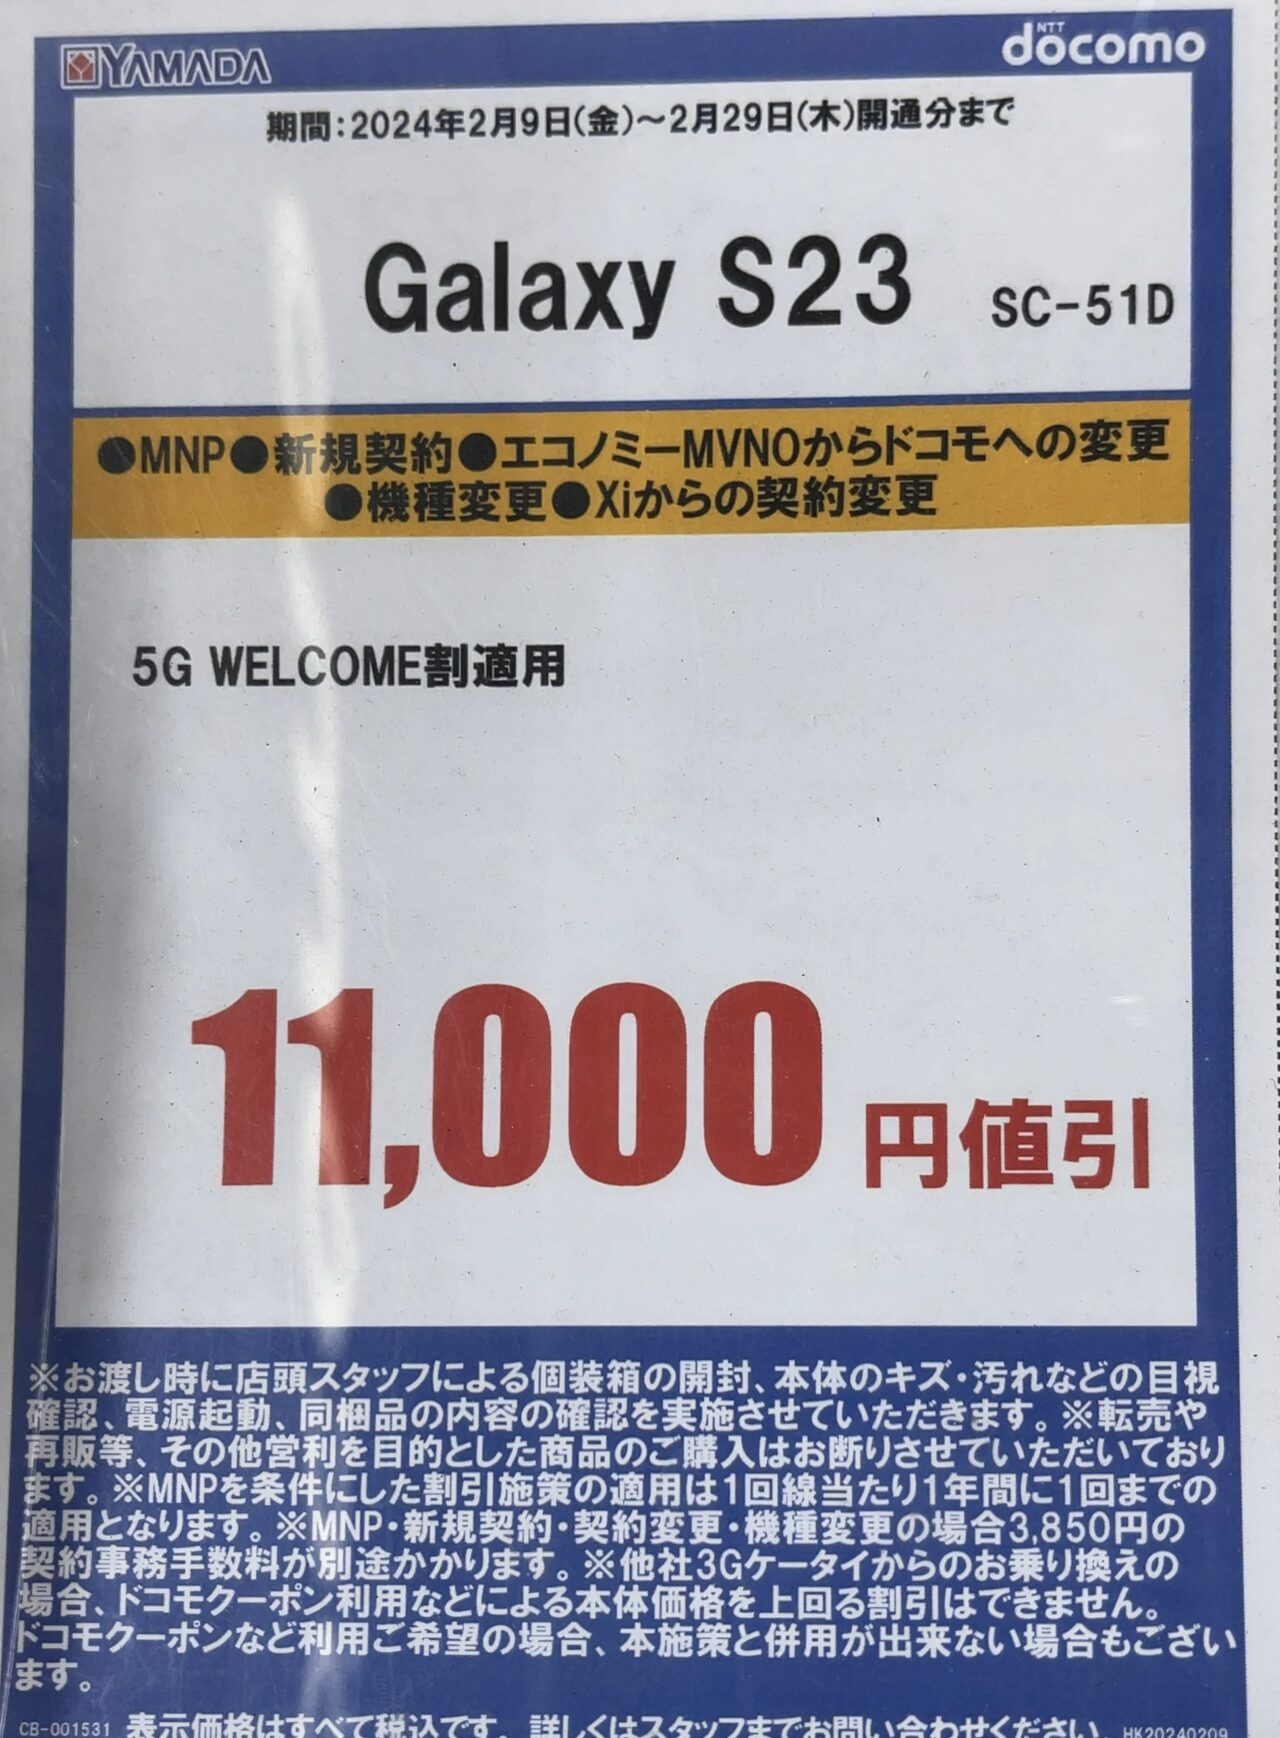 YAMADA
NTT
docomo
期間：2024年2月9日(金)～2月29日(木)開通分まで
Galaxy S23 SC-51D
●MNP●新規契約●エコノミーMVNOからドコモへの変更
●機種変更●Xiからの契約変更
5G WELCOME割適用
11,000円値引
※お渡し時に店頭スタッフによる個装箱の開封、本体のキズ・汚れなどの目視
確認、電源起動、同梱品の内容の確認を実施させていただきます。※転売や
再販等、その他営利を目的とした商品のご購入はお断りさせていただいており
ます。※MNPを条件にした割引施策の適用は1回線当たり1年間に1回までの
適用となります。※MNP・新規契約・契約変更・機種変更の場合3,850円の
契約事務手数料が別途かかります。※他社3Gケータイからのお乗り換えの
場合、ドコモクーポン利用などによる本体価格を上回る割引はできません。
ドコモクーポンなど利用ご希望の場合、本施策と併用が出来ない場合もござい
ます。
CB-001531 表示価格はすべて税込です。詳しくはスタッフまでお問い合わせください。 HK20240209